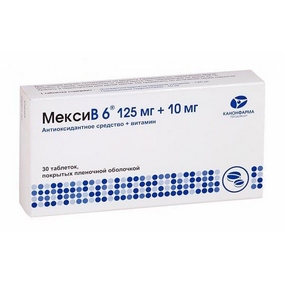 МексиВ 6® 125 мг + 10 мг
Антиоксидантное средство + витамин
КАНОНФАРМА
30 таблеток,
покрытых пленочной оболочкой